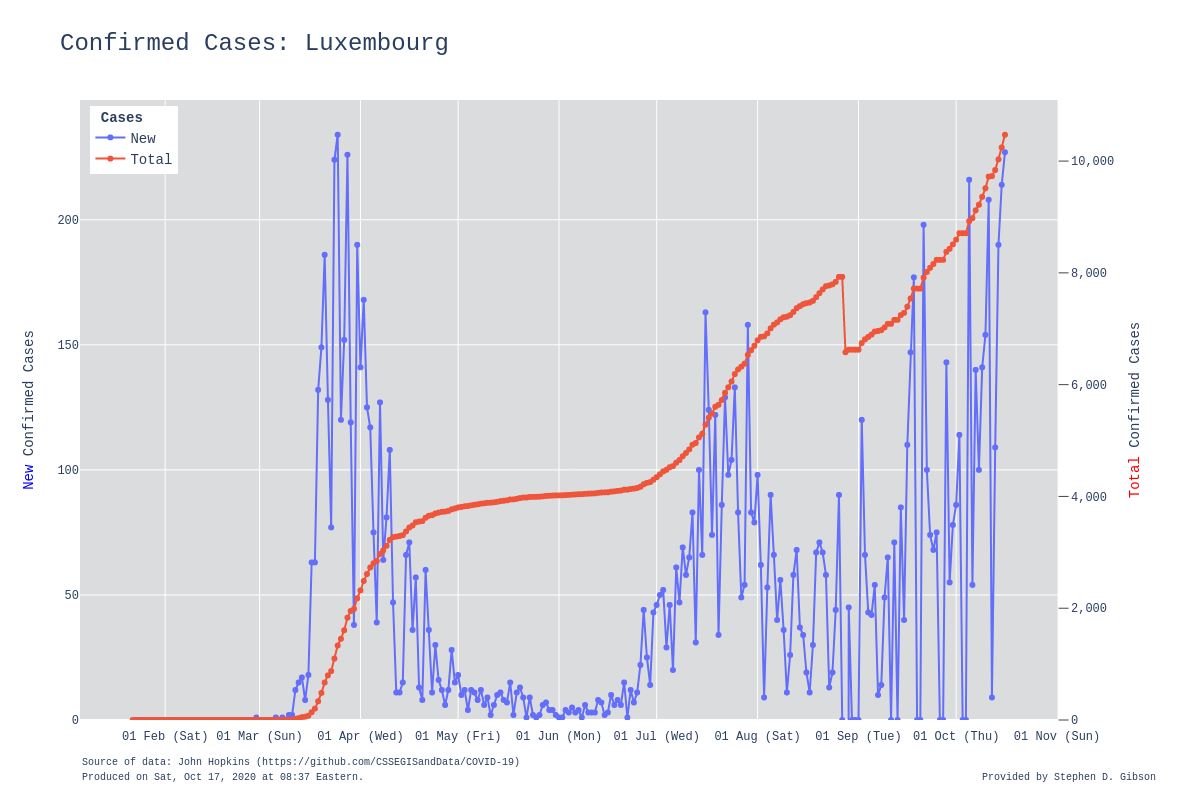 Confirmed Cases: Luxembourg
Cases
New
Total
200
150
100
50
0
10,000
8,000
6,000
4,000
2,000
0
New Confirmed Cases
Total Confirmed Cases
01 Feb (Sat) 01 Mar (Sun) 01 Apr (Wed) 01 May (Fri) 01 Jun (Mon) 01 Jul (Wed) 01 Aug (Sat) 01 Sep (Tue) 01 Oct (Thu) 01 Nov (Sun)
Source of data: John Hopkins (https://github.com/CSSEGISandData/COVID-19)
Produced on Sat, Oct 17, 2020 at 08:37 Eastern.
Provided by Stephen D. Gibson